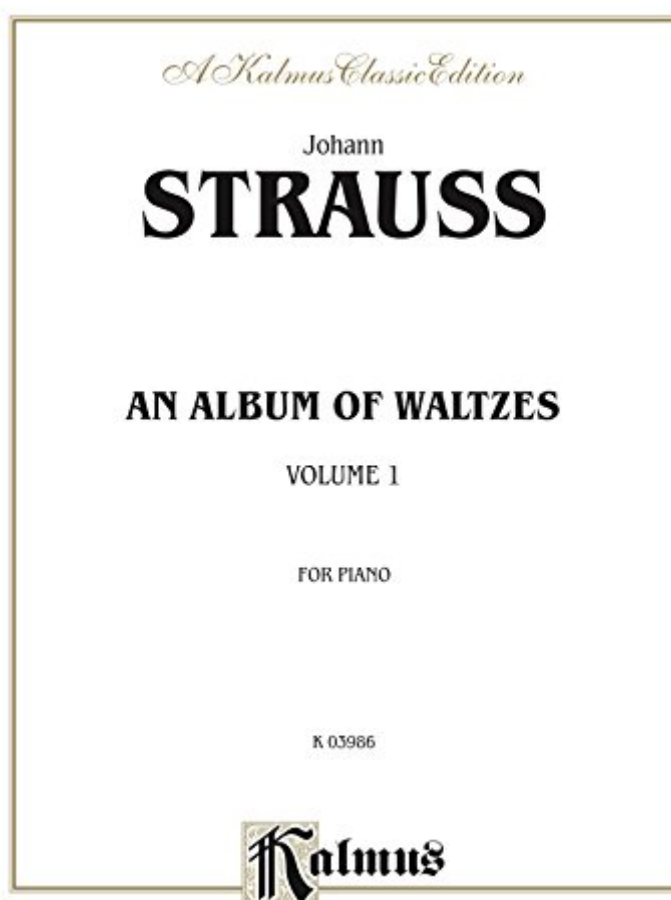 A Kalmus Classic Edition
Johann
STRAUSS
AN ALBUM OF WALTZES
VOLUME 1
FOR PIANO
K 03986
Kalmus